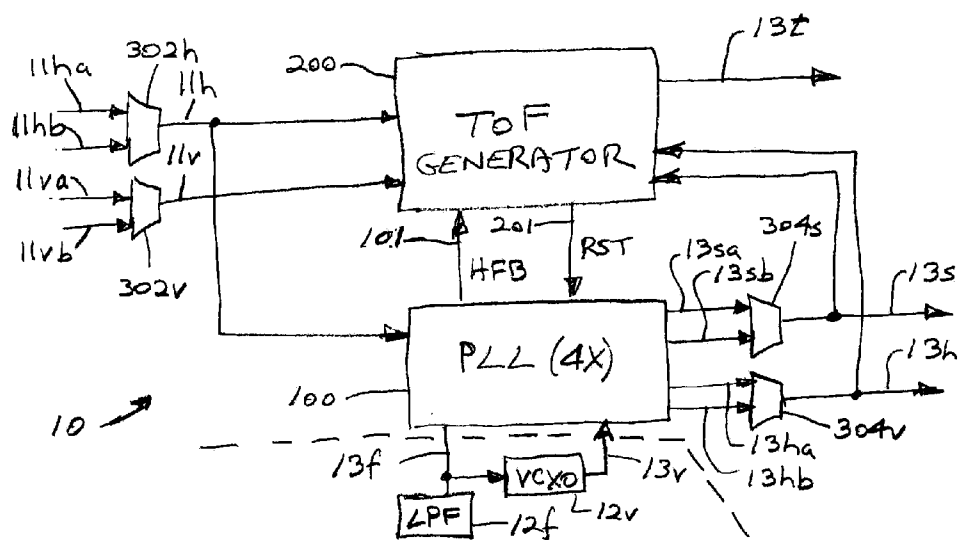 302h
11ha
11h
11hb
11va
11v
11vb
302v
200
TOF
GENERATOR
13t
101
HFB
201
RST
13sa
13sb
304s
13s
PLL (4X)
100
10
13h
304v
13ha
13hb
13f
VCXO
13v
LPF
12f
12v